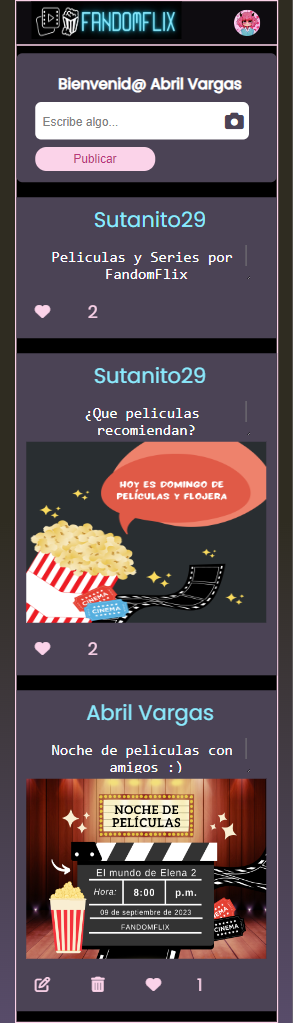 FANDOMFLIX
Bienvenid@ Abril Vargas
Escribe algo...
Publicar
Sutanito29
Peliculas y Series por
FandomFlix
2
Sutanito29
¿Que peliculas
recomiendan?
HOY ES DOMINGO DE
PELÍCULAS Y FLOJERA
CINEMA
CINEMA
2
Abril Vargas
Noche de peliculas con
amigos :)
NOCHE DE
PELÍCULAS
El mundo de Elena 2
Hora: 8:00 p.m.
09 de septiembre de 2023
FANDOMFLIX
CINEMA
CINEMA
1